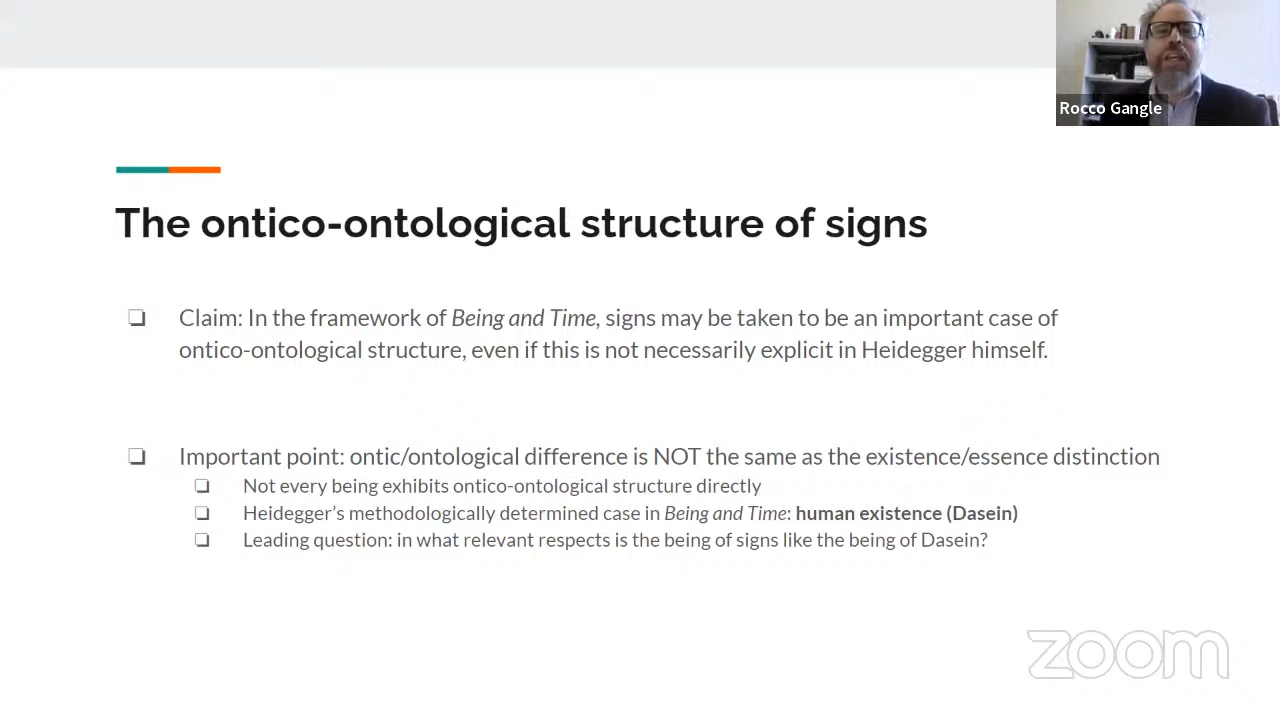 Rocco Gangle
The ontico-ontological structure of signs
Claim: In the framework of Being and Time, signs may be taken to be an important case of
ontico-ontological structure, even if this is not necessarily explicit in Heidegger himself.
Important point: ontic/ontological difference is NOT the same as the existence/essence distinction
Not every being exhibits ontico-ontological structure directly
Heidegger’s methodologically determined case in Being and Time: human existence (Dasein)
Leading question: in what relevant respects is the being of signs like the being of Dasein?
zoom